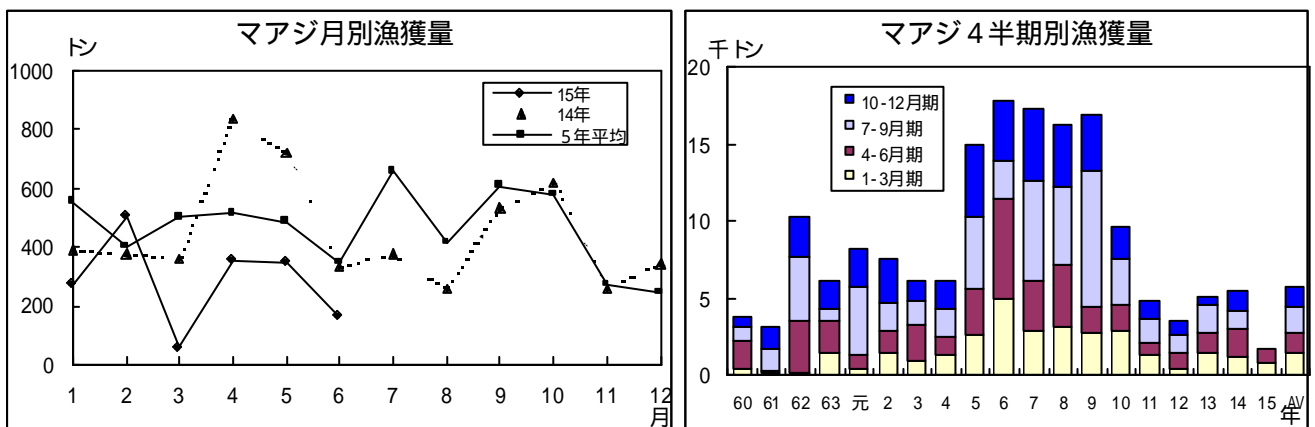 マアジ月別漁獲量
トン
1000
800
600
400
200
0
15年
14年
5年平均
1 2 3 4 5 6 7 8 9 10 11 12
月
マアジ4半期別漁獲量
千トン
20
15
10
5
0
10-12月期
7-9月期
4-6月期
1-3月期
60 61 62 63 元 2 3 4 5 6 7 8 9 10 11 12 13 14 15 AV
年